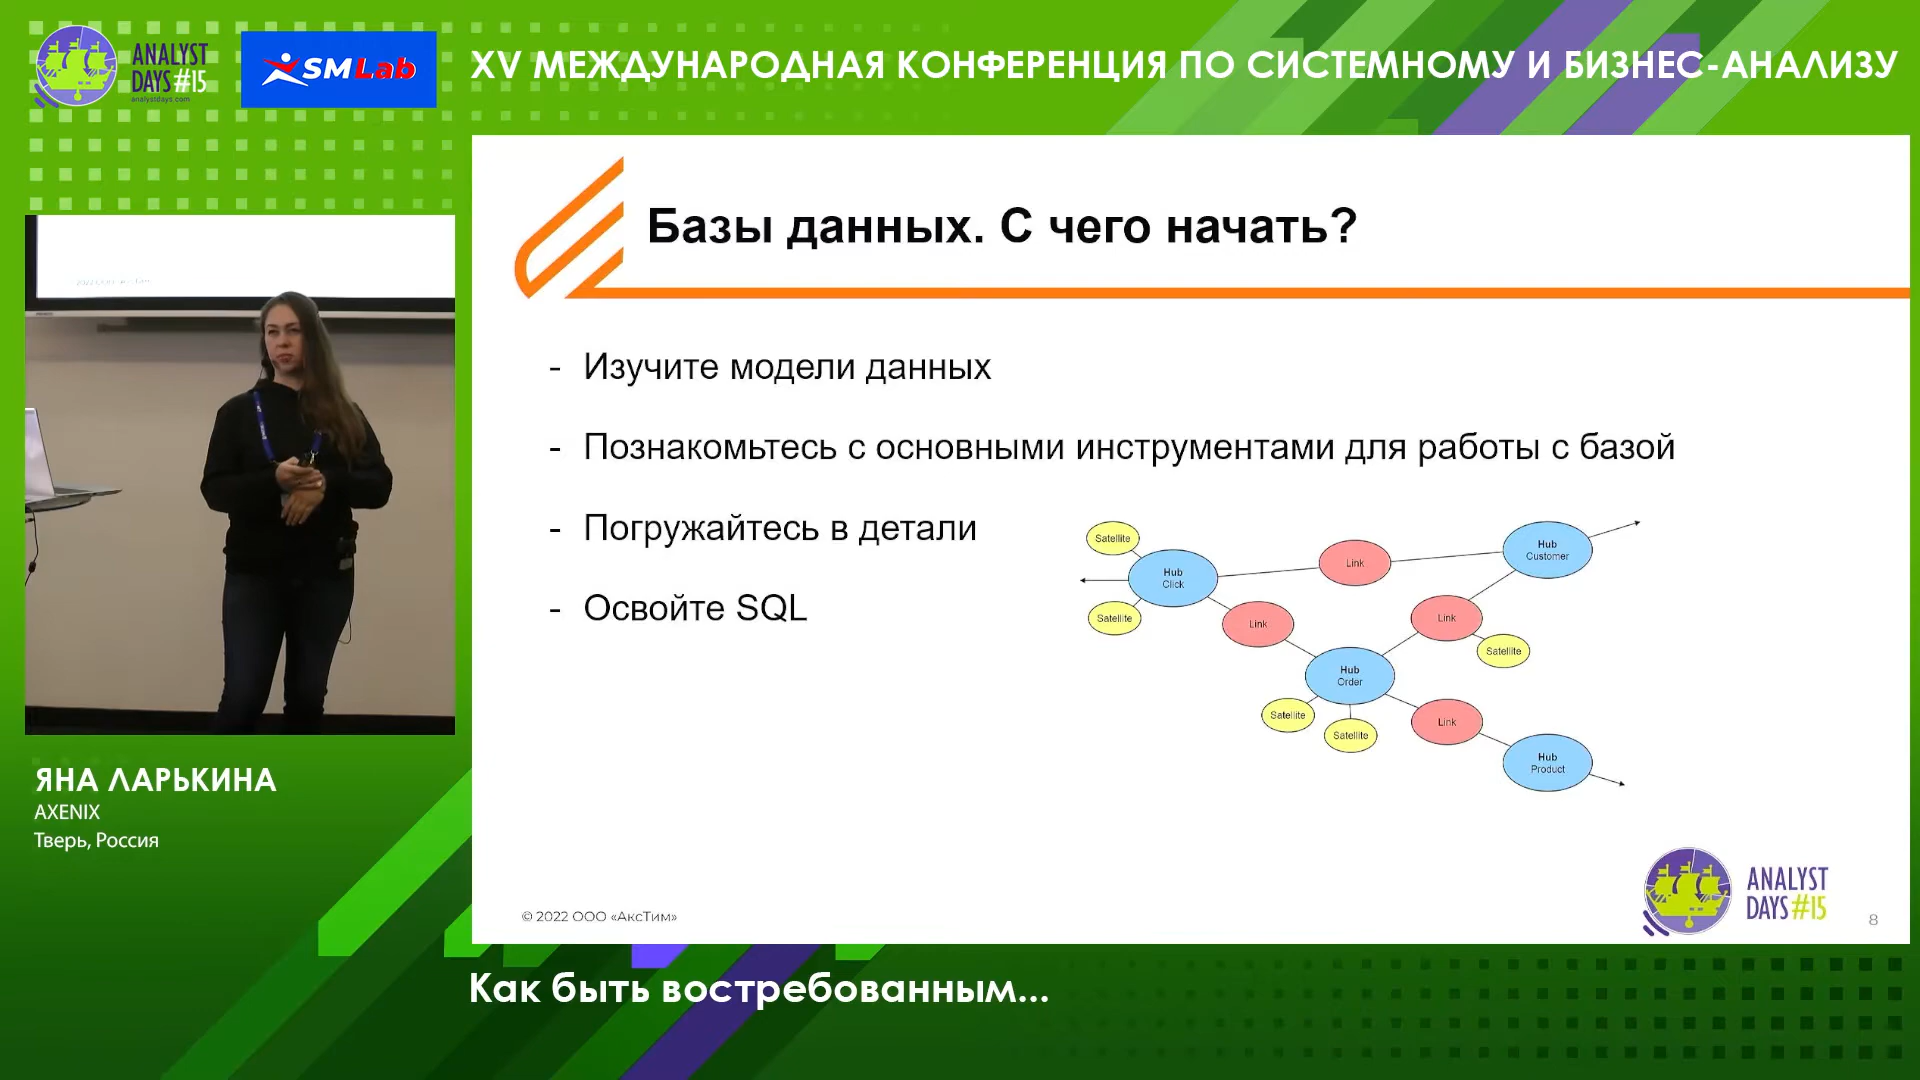 ANALYST
DAYS#15
analystdays.com
SMLab
XV МЕЖДУНАРОДНАЯ КОНФЕРЕНЦИЯ ПО СИСТЕМНОМУ И БИЗНЕС-АНАЛИЗУ
Базы данных. С чего начать?
- Изучите модели данных
- Познакомьтесь с основными инструментами для работы с базой
- Погружайтесь в детали
- Освойте SQL
Satellite
Hub
Click
Satellite
Link
Link
Hub
Customer
Link
Satellite
Hub
Order
Satellite
Satellite
Link
Hub
Product
ЯНА ЛАРЬКИНА
AXENIX
Тверь, Россия
© 2022 ООО «АксТим»
ANALYST
DAYS#15
8
Как быть востребованным...